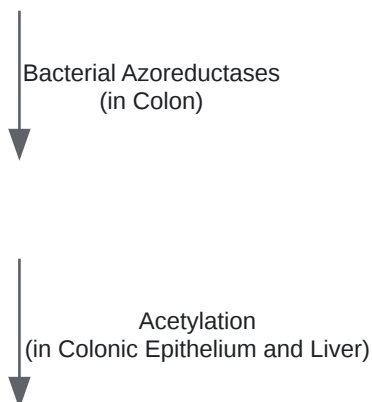 Bacterial Azoreductases
(in Colon)
Acetylation
(in Colonic Epithelium and Liver)